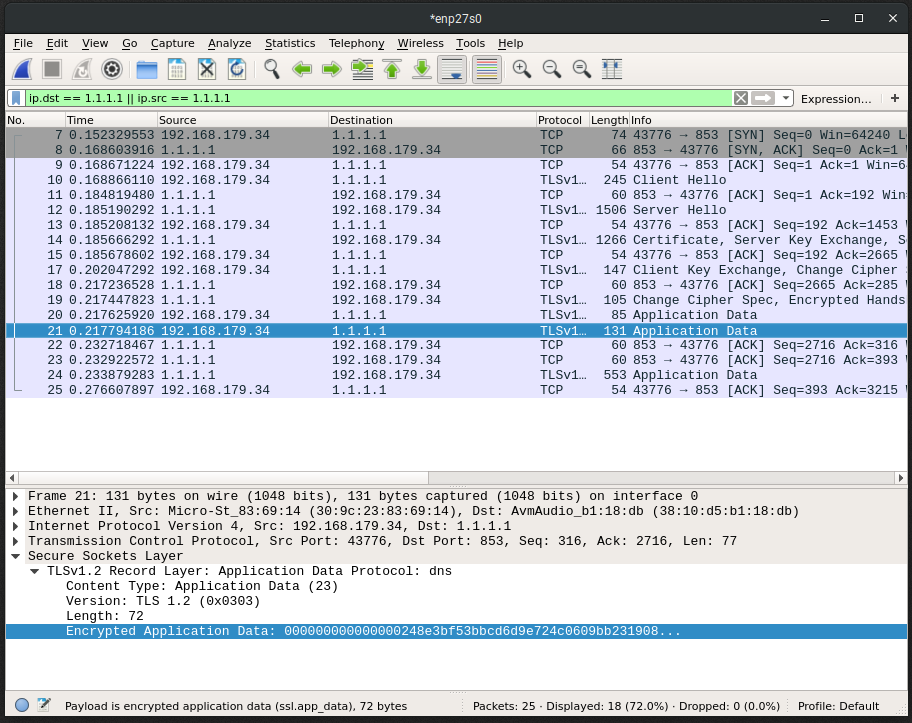 *enp27s0
File Edit View Go Capture Analyze Statistics Telephony Wireless Tools Help
ip.dst == 1.1.1.1 || ip.src == 1.1.1.1 Expression... +
No. Time Source Destination Protocol Length Info
7 0.152329553 192.168.179.34 1.1.1.1 TCP 74 43776 → 853 [SYN] Seq=0 Win=64240 L
8 0.168603916 1.1.1.1 192.168.179.34 TCP 66 853 → 43776 [SYN, ACK] Seq=0 Ack=1
9 0.168671224 192.168.179.34 1.1.1.1 TCP 54 43776 → 853 [ACK] Seq=1 Ack=1 Win=6
10 0.168866110 192.168.179.34 1.1.1.1 TLSv1… 245 Client Hello
11 0.184819480 1.1.1.1 192.168.179.34 TCP 60 853 → 43776 [ACK] Seq=1 Ack=192 Win
12 0.185190292 1.1.1.1 192.168.179.34 TLSv1… 1506 Server Hello
13 0.185208132 192.168.179.34 1.1.1.1 TCP 54 43776 → 853 [ACK] Seq=192 Ack=1453
14 0.185666292 1.1.1.1 192.168.179.34 TLSv1… 1266 Certificate, Server Key Exchange, S
15 0.185678602 192.168.179.34 1.1.1.1 TCP 54 43776 → 853 [ACK] Seq=192 Ack=2665
17 0.202047292 192.168.179.34 1.1.1.1 TLSv1… 147 Client Key Exchange, Change Cipher
18 0.217236528 1.1.1.1 192.168.179.34 TCP 60 853 → 43776 [ACK] Seq=2665 Ack=285
19 0.217447823 1.1.1.1 192.168.179.34 TLSv1… 105 Change Cipher Spec, Encrypted Hands
20 0.217625920 192.168.179.34 1.1.1.1 TLSv1… 85 Application Data
21 0.217794186 192.168.179.34 1.1.1.1 TLSv1… 131 Application Data
22 0.232718467 1.1.1.1 192.168.179.34 TCP 60 853 → 43776 [ACK] Seq=2716 Ack=316
23 0.232922572 1.1.1.1 192.168.179.34 TCP 60 853 → 43776 [ACK] Seq=2716 Ack=393
24 0.233879283 1.1.1.1 192.168.179.34 TLSv1… 553 Application Data
25 0.276607897 192.168.179.34 1.1.1.1 TCP 54 43776 → 853 [ACK] Seq=393 Ack=3215
Frame 21: 131 bytes on wire (1048 bits), 131 bytes captured (1048 bits) on interface 0
Ethernet II, Src: Micro-St_83:69:14 (30:9c:23:83:69:14), Dst: AvmAudio_b1:18:db (38:10:d5:b1:18:db)
Internet Protocol Version 4, Src: 192.168.179.34, Dst: 1.1.1.1
Transmission Control Protocol, Src Port: 43776, Dst Port: 853, Seq: 316, Ack: 2716, Len: 77
Secure Sockets Layer
TLSv1.2 Record Layer: Application Data Protocol: dns
Content Type: Application Data (23)
Version: TLS 1.2 (0x0303)
Length: 72
Encrypted Application Data: 000000000000000248e3bf53bbcd6d9e724c0609bb231908...
Payload is encrypted application data (ssl.app_data), 72 bytes Packets: 25 · Displayed: 18 (72.0%) · Dropped: 0 (0.0%) Profile: Default